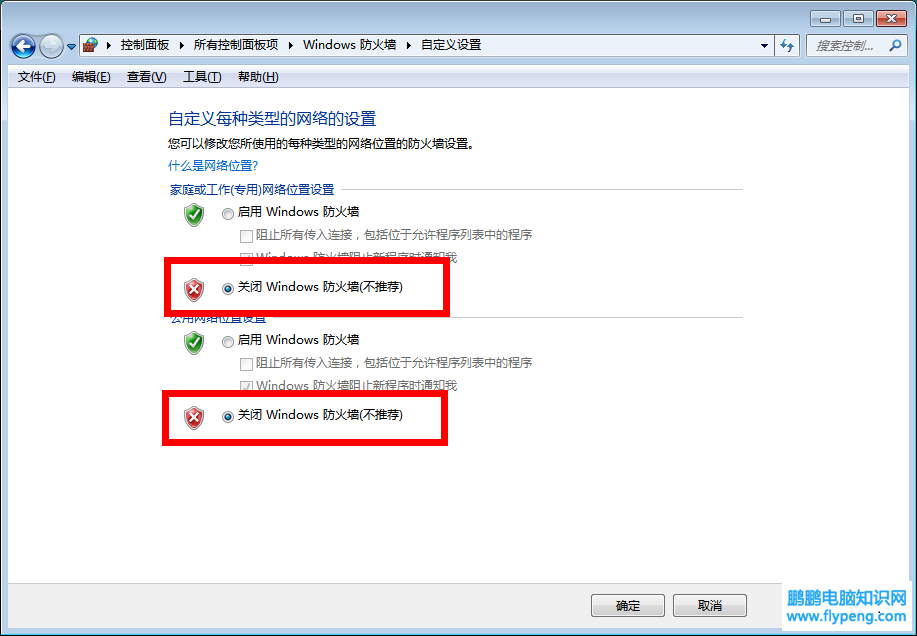 控制面板 ▸ 所有控制面板项 ▸ Windows 防火墙 ▸ 自定义设置
搜索控制...
文件(F) 编辑(E) 查看(V) 工具(T) 帮助(H)
自定义每种类型的网络的设置
您可以修改您所使用的每种类型的网络位置的防火墙设置。
什么是网络位置?
家庭或工作(专用)网络位置设置
启用 Windows 防火墙
阻止所有传入连接，包括位于允许程序列表中的程序
Windows 防火墙阻止新程序时通知我
关闭 Windows 防火墙(不推荐)
公用网络位置设置
启用 Windows 防火墙
阻止所有传入连接，包括位于允许程序列表中的程序
Windows 防火墙阻止新程序时通知我
关闭 Windows 防火墙(不推荐)
确定 取消
鹏鹏电脑知识网
www.flypeng.com